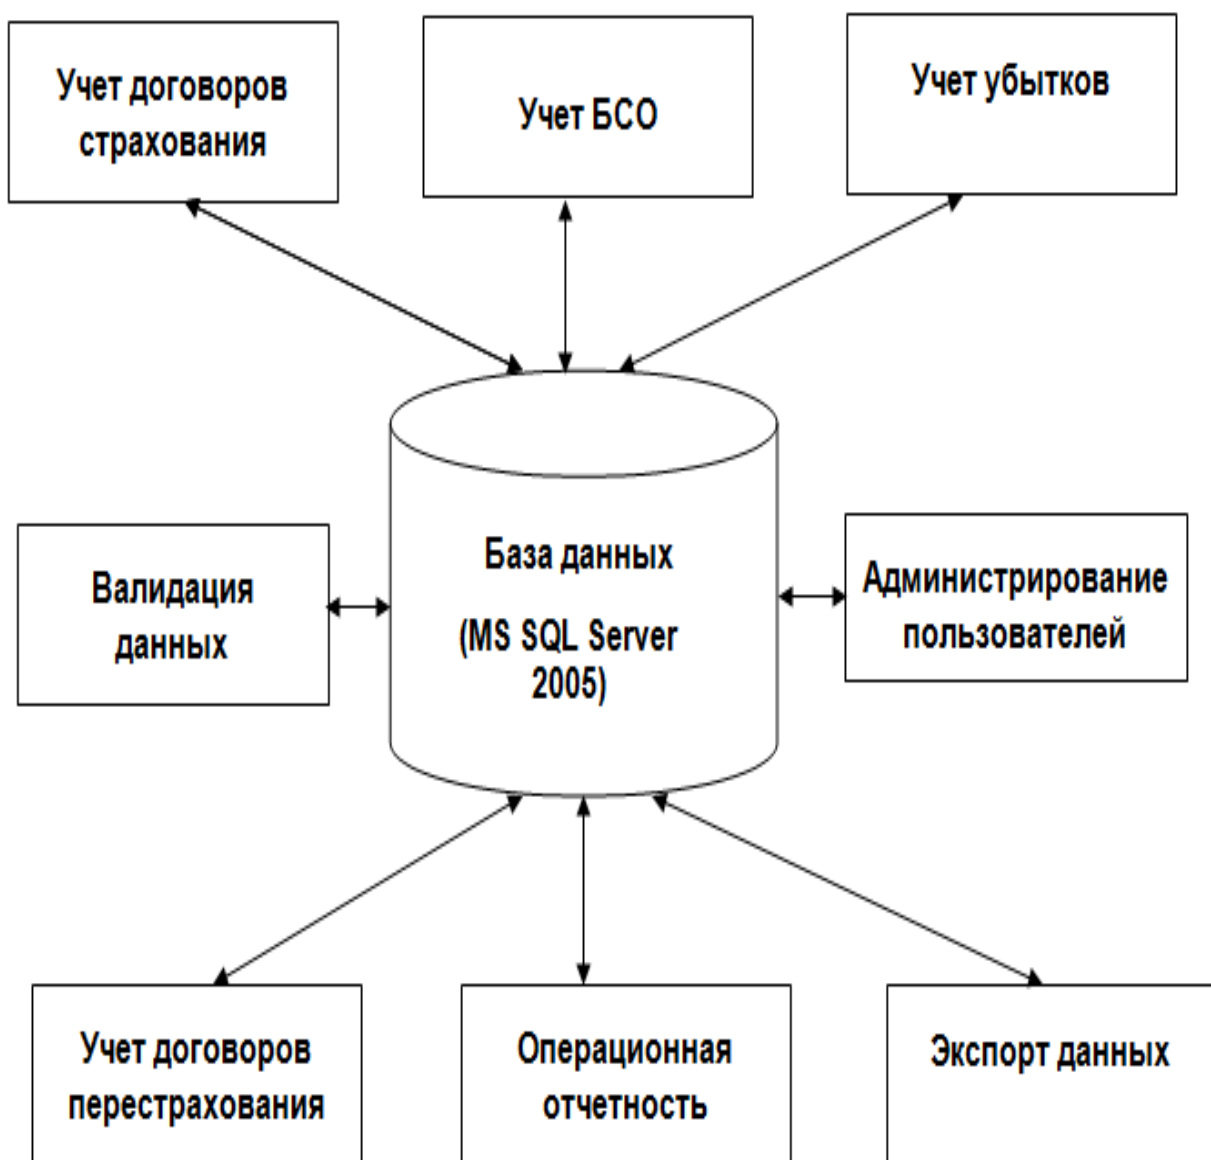 Учет договоров
страхования
Учет БСО
Учет убытков
База данных
(MS SQL Server
2005)
Валидация
данных
Администрирование
пользователей
Учет договоров
перестрахования
Операционная
отчетность
Экспорт данных